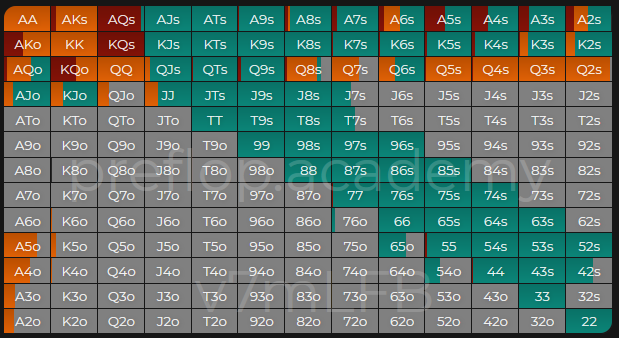 AA AKs AQs AJs ATs A9s A8s A7s A6s A5s A4s A3s A2s
AKo KK KQs KJs KTs K9s K8s K7s K6s K5s K4s K3s K2s
AQo KQo QQ QJs QTs Q9s Q8s Q7s Q6s Q5s Q4s Q3s Q2s
AJo KJo QJo JJ JTs J9s J8s J7s J6s J5s J4s J3s J2s
ATo KTo QTo JTo TT T9s T8s T7s T6s T5s T4s T3s T2s
A9o K9o Q9o J9o T9o 99 98s 97s 96s 95s 94s 93s 92s
A8o K8o Q8o J8o T8o 98o 88 87s 86s 85s 84s 83s 82s
preflop.academy
A7o K7o Q7o J7o T7o 97o 87o 77 76s 75s 74s 73s 72s
A6o K6o Q6o J6o T6o 96o 86o 76o 66 65s 64s 63s 62s
A5o K5o Q5o J5o T5o 95o 85o 75o 65o 55 54s 53s 52s
A4o K4o Q4o J4o T4o 94o 84o 74o 64o 54o 44 43s 42s
v7mLFB
A3o K3o Q3o J3o T3o 93o 83o 73o 63o 53o 43o 33 32s
A2o K2o Q2o J2o T2o 92o 82o 72o 62o 52o 42o 32o 22